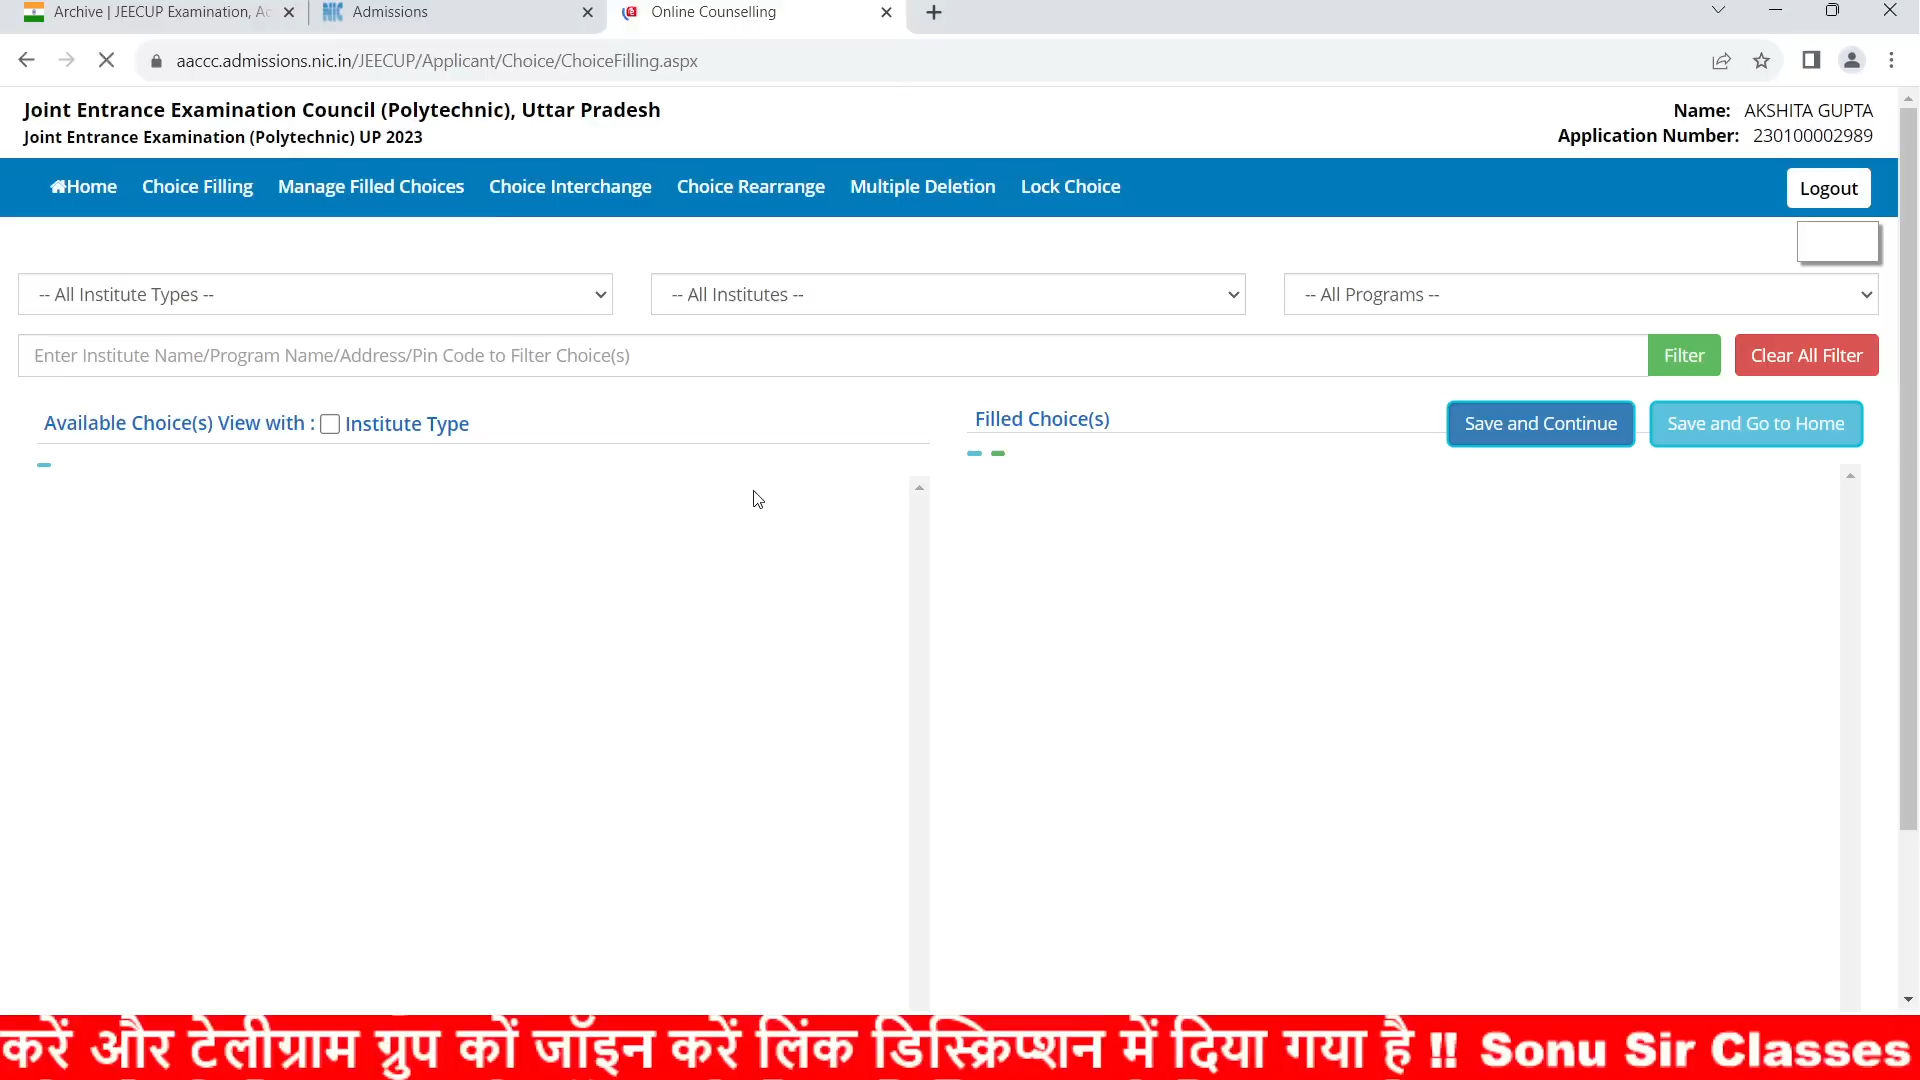 Archive | JEECUP Examination, Ac
NIC Admissions
Online Counselling
aaccc.admissions.nic.in/JEECUP/Applicant/Choice/ChoiceFilling.aspx
Joint Entrance Examination Council (Polytechnic), Uttar Pradesh
Joint Entrance Examination (Polytechnic) UP 2023
Name: AKSHITA GUPTA
Application Number: 230100002989
Home Choice Filling Manage Filled Choices Choice Interchange Choice Rearrange Multiple Deletion Lock Choice Logout
-- All Institute Types -- -- All Institutes -- -- All Programs --
Enter Institute Name/Program Name/Address/Pin Code to Filter Choice(s) Filter Clear All Filter
Available Choice(s) View with : Institute Type
Filled Choice(s) Save and Continue Save and Go to Home
करें और टेलीग्राम ग्रुप कों जॉइन करें लिंक डिस्क्रिप्शन में दिया गया है !! Sonu Sir Classes